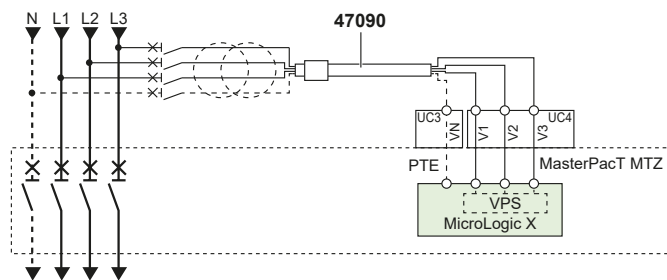 N L1 L2 L3
47090
UC3 VN V1 V2 V3 UC4
PTE
MasterPacT MTZ
VPS
MicroLogic X